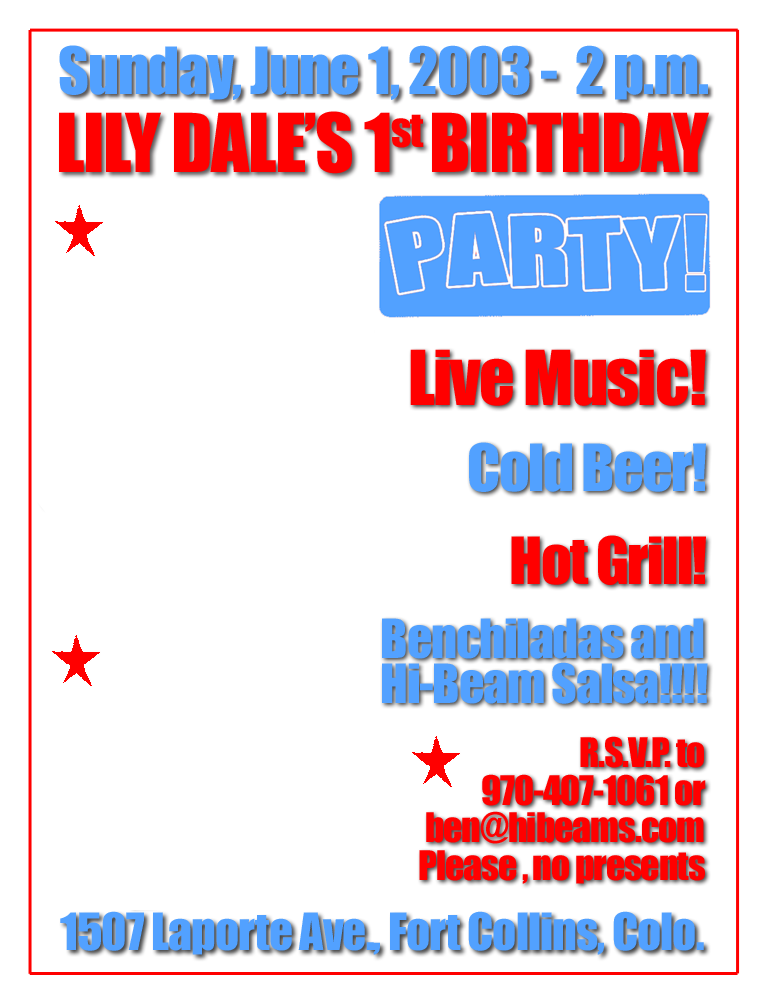 Sunday, June 1, 2003 - 2 p.m.
LILY DALE'S 1st BIRTHDAY
PARTY!
Live Music!
Cold Beer!
Hot Grill!
Benchiladas and
Hi-Beam Salsa!!!!
R.S.V.P. to
970-407-1061 or
ben@hibeams.com
Please , no presents
1507 Laporte Ave., Fort Collins, Colo.